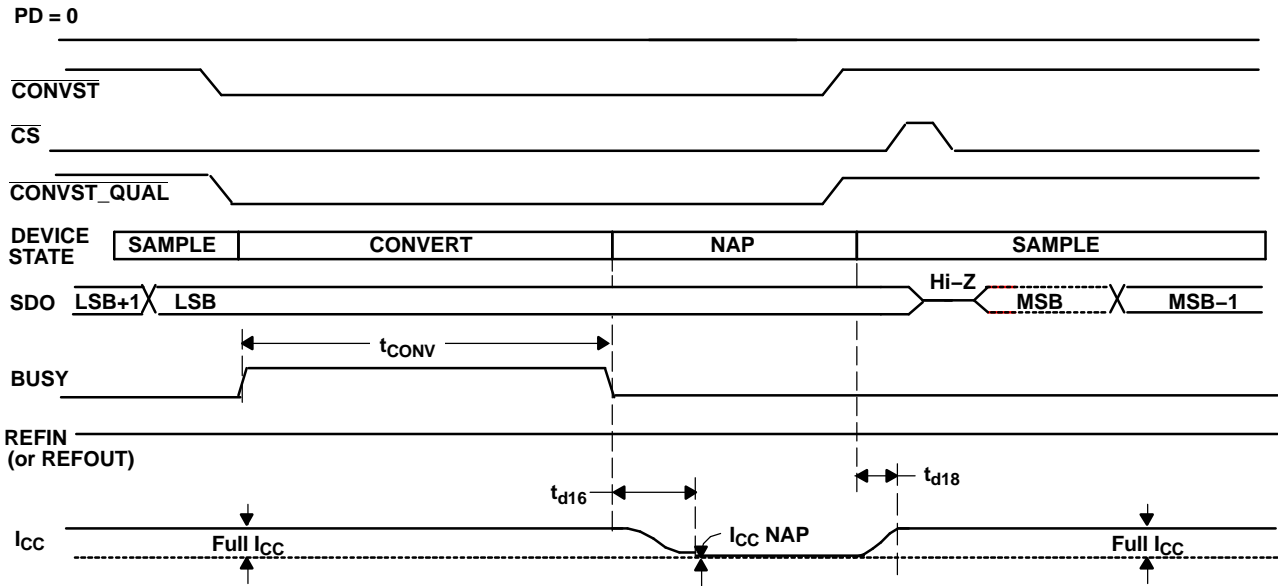 PD = 0
CONVST
CS
CONVST_QUAL
DEVICE STATE
SAMPLE
CONVERT
NAP
SAMPLE
SDO
LSB+1
LSB
Hi–Z
MSB
MSB–1
tCONV
BUSY
REFIN
(or REFOUT)
td16
td18
ICC
Full ICC
ICC NAP
Full ICC